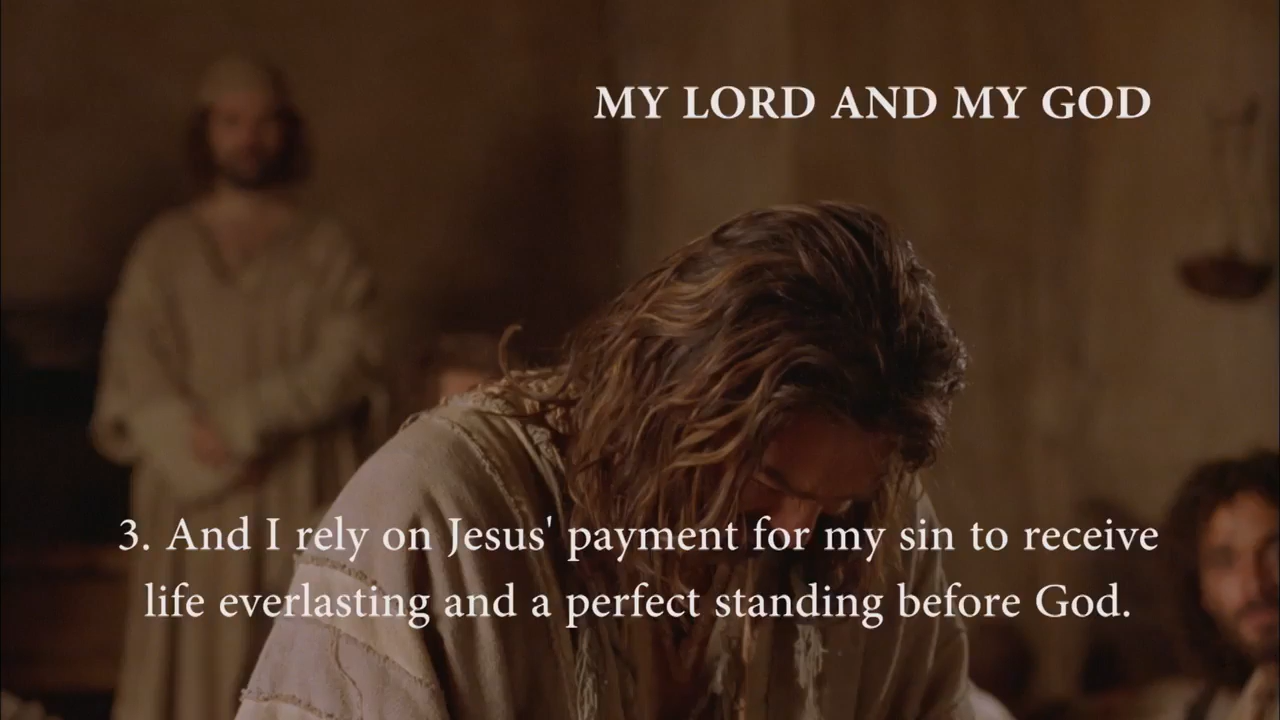 MY LORD AND MY GOD
3. And I rely on Jesus' payment for my sin to receive
life everlasting and a perfect standing before God.